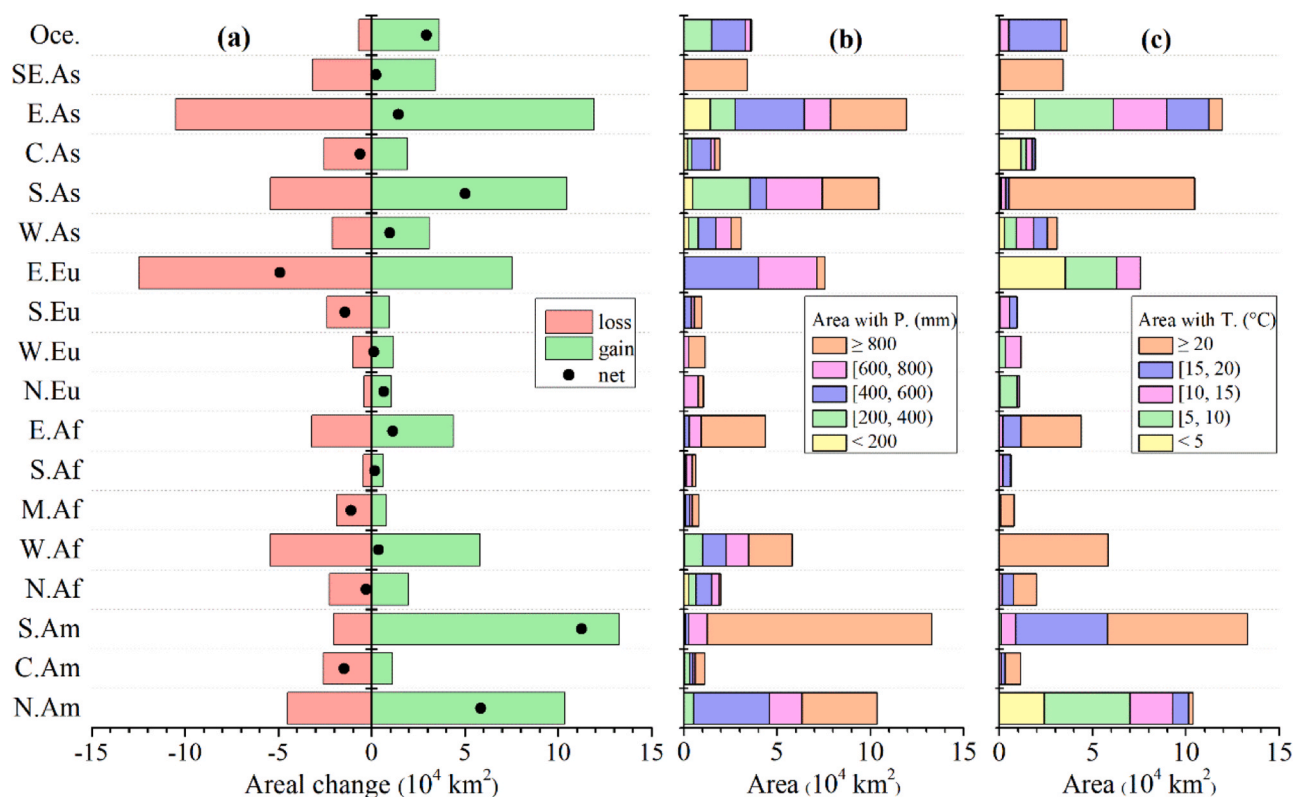 (a)
(b)
(c)
Oce.
SE.As
E.As
C.As
S.As
W.As
E.Eu
S.Eu
W.Eu
N.Eu
E.Af
S.Af
M.Af
W.Af
N.Af
S.Am
C.Am
N.Am
loss
gain
net
Area with P. (mm)
≥ 800
[600, 800)
[400, 600)
[200, 400)
< 200
Area with T. (°C)
≥ 20
[15, 20)
[10, 15)
[5, 10)
< 5
-15 -10 -5 0 5 10 15
0 5 10 15
0 5 10 15
Areal change (10⁴ km²)
Area (10⁴ km²)
Area (10⁴ km²)